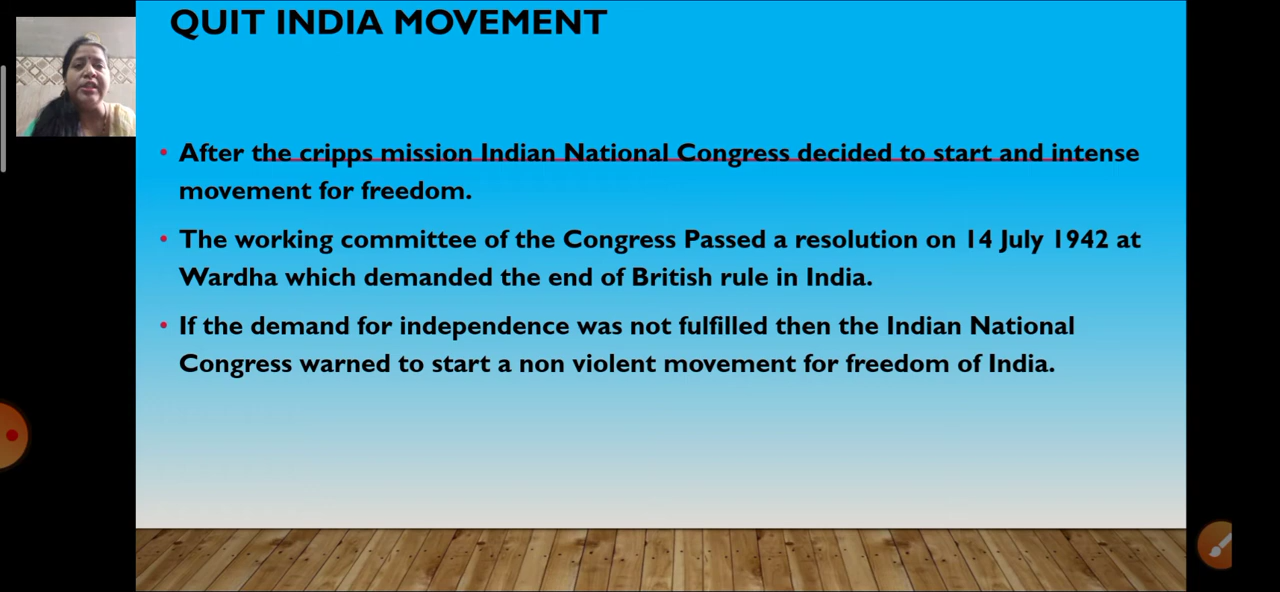 QUIT INDIA MOVEMENT
• After the cripps mission Indian National Congress decided to start and intense
movement for freedom.
• The working committee of the Congress Passed a resolution on 14 July 1942 at
Wardha which demanded the end of British rule in India.
• If the demand for independence was not fulfilled then the Indian National
Congress warned to start a non violent movement for freedom of India.